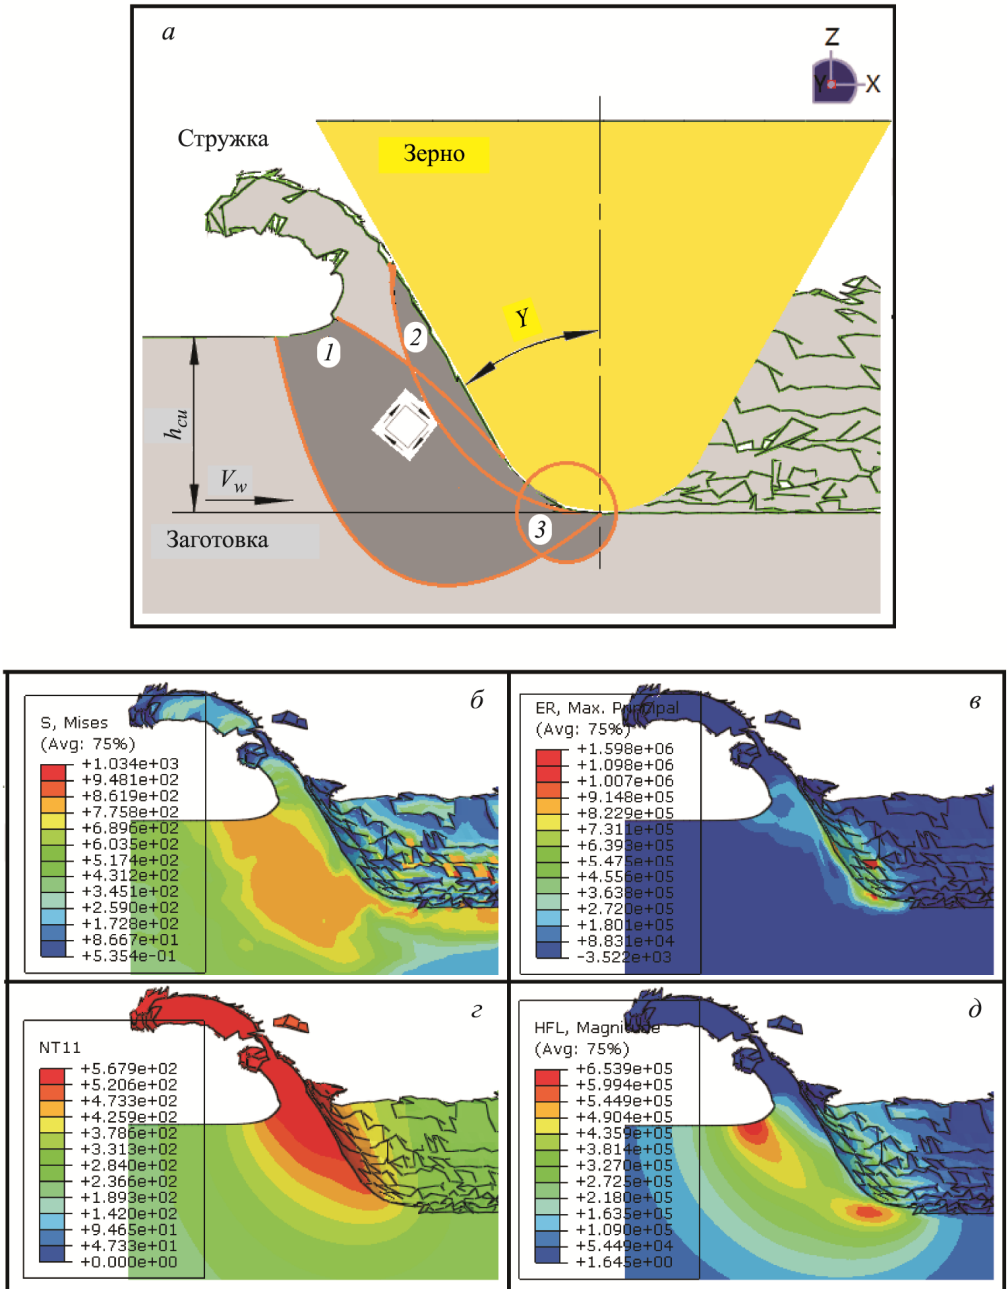 а
Z
Y
X
Стружка
Зерно
Y
1
2
h_си
V_w
3
Заготовка
б
S, Mises
(Avg: 75%)
+1.034e+03
+9.481e+02
+8.619e+02
+7.758e+02
+6.896e+02
+6.035e+02
+5.174e+02
+4.312e+02
+3.451e+02
+2.590e+02
+1.728e+02
+8.667e+01
+5.354e-01
в
ER, Max. Principal
(Avg: 75%)
+1.598e+06
+1.098e+06
+1.007e+06
+9.148e+05
+8.229e+05
+7.311e+05
+6.393e+05
+5.475e+05
+4.556e+05
+3.638e+05
+2.720e+05
+1.801e+05
+8.831e+04
-3.522e+03
г
NT11
+5.679e+02
+5.206e+02
+4.733e+02
+4.259e+02
+3.786e+02
+3.313e+02
+2.840e+02
+2.366e+02
+1.893e+02
+1.420e+02
+9.465e+01
+4.733e+01
+0.000e+00
д
HFL, Magnitude
(Avg: 75%)
+6.539e+05
+5.994e+05
+5.449e+05
+4.904e+05
+4.359e+05
+3.814e+05
+3.270e+05
+2.725e+05
+2.180e+05
+1.635e+05
+1.090e+05
+5.449e+04
+1.645e+00